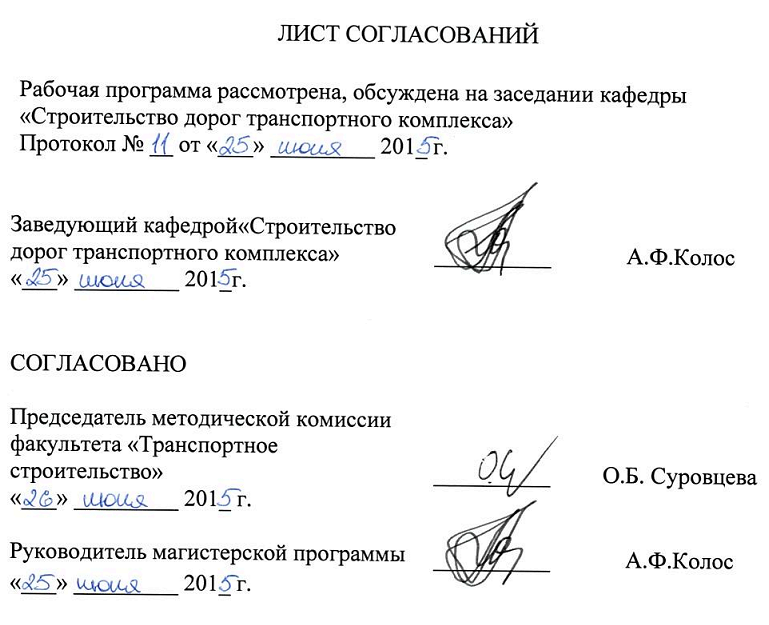 ЛИСТ СОГЛАСОВАНИЙ
Рабочая программа рассмотрена, обсуждена на заседании кафедры
«Строительство дорог транспортного комплекса»
Протокол № 11 от «25» июня 2015г.
Заведующий кафедрой«Строительство
дорог транспортного комплекса»
«25» июня 2015г.
А.Ф.Колос
СОГЛАСОВАНО
Председатель методической комиссии
факультета «Транспортное
строительство»
«26» июня 2015г.
О.Б. Суровцева
Руководитель магистерской программы
«25» июня 2015г.
А.Ф.Колос